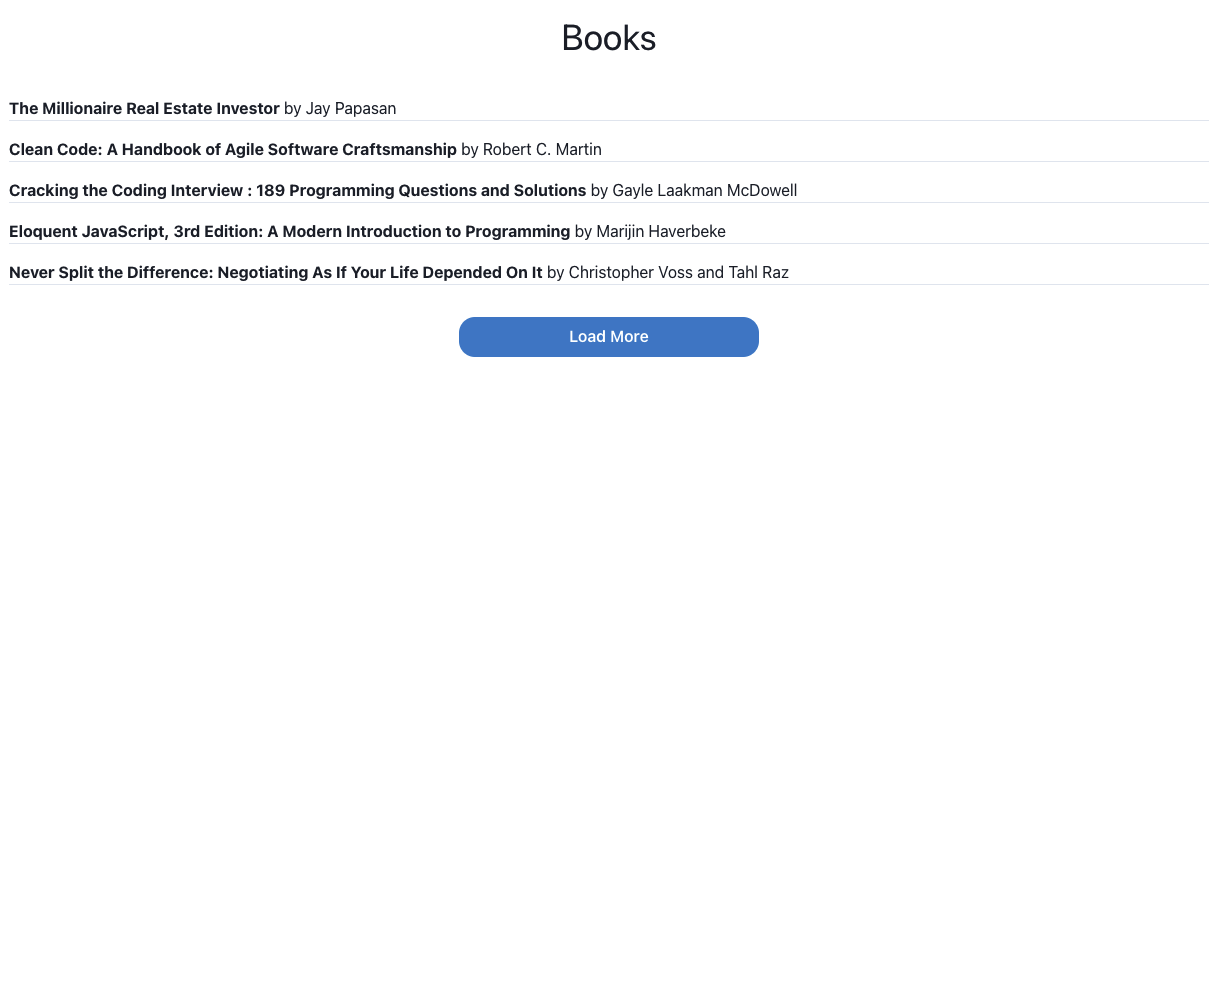 Books
The Millionaire Real Estate Investor by Jay Papasan
Clean Code: A Handbook of Agile Software Craftsmanship by Robert C. Martin
Cracking the Coding Interview : 189 Programming Questions and Solutions by Gayle Laakman McDowell
Eloquent JavaScript, 3rd Edition: A Modern Introduction to Programming by Marijin Haverbeke
Never Split the Difference: Negotiating As If Your Life Depended On It by Christopher Voss and Tahl Raz
Load More